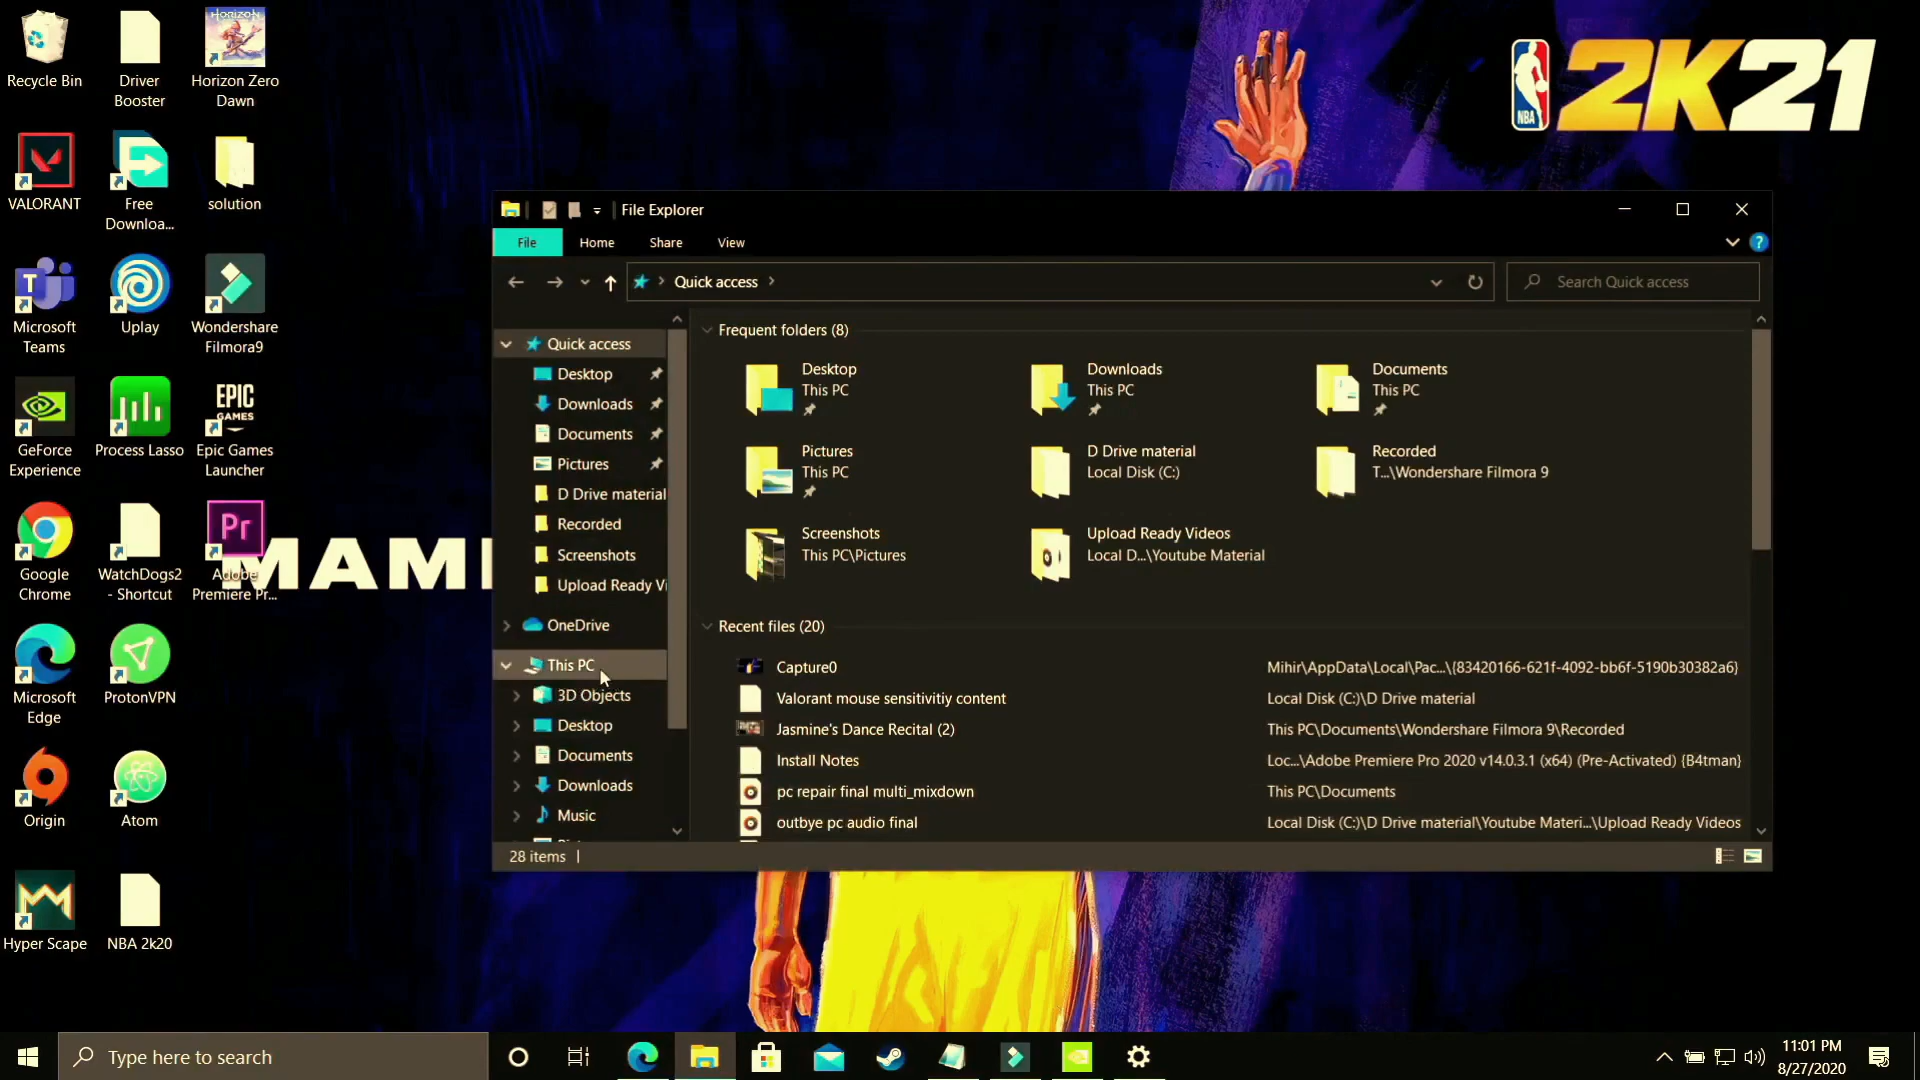 Recycle Bin
Driver
Booster
Horizon Zero
Dawn
HORIZON
VALORANT
Free
Downloa...
solution
Microsoft
Teams
Uplay
Wondershare
Filmora9
GeForce
Experience
Process Lasso
EPIC
GAMES
Epic Games
Launcher
Google
Chrome
WatchDogs2
- Shortcut
Pr
Adobe
Premiere Pr...
Microsoft
Edge
ProtonVPN
Origin
Atom
Hyper Scape
NBA 2k20
MAM
NBA
2K21
File Explorer
File
Home
Share
View
?
Quick access
Search Quick access
Quick access
Desktop
Downloads
Documents
Pictures
D Drive material
Recorded
Screenshots
Upload Ready Vi
OneDrive
This PC
3D Objects
Desktop
Documents
Downloads
Music
Frequent folders (8)
Desktop
This PC
Downloads
This PC
Documents
This PC
Pictures
This PC
D Drive material
Local Disk (C:)
Recorded
T...\Wondershare Filmora 9
Screenshots
This PC\Pictures
Upload Ready Videos
Local D...\Youtube Material
Recent files (20)
Capture0
Mihir\AppData\Local\Pac...\{83420166-621f-4092-bb6f-5190b30382a6}
Valorant mouse sensitivitiy content
Local Disk (C:)\D Drive material
Jasmine's Dance Recital (2)
This PC\Documents\Wondershare Filmora 9\Recorded
Install Notes
Loc...\Adobe Premiere Pro 2020 v14.0.3.1 (x64) (Pre-Activated) {B4tman}
pc repair final multi_mixdown
This PC\Documents
outbye pc audio final
Local Disk (C:)\D Drive material\Youtube Materi...\Upload Ready Videos
28 items
Type here to search
11:01 PM
8/27/2020